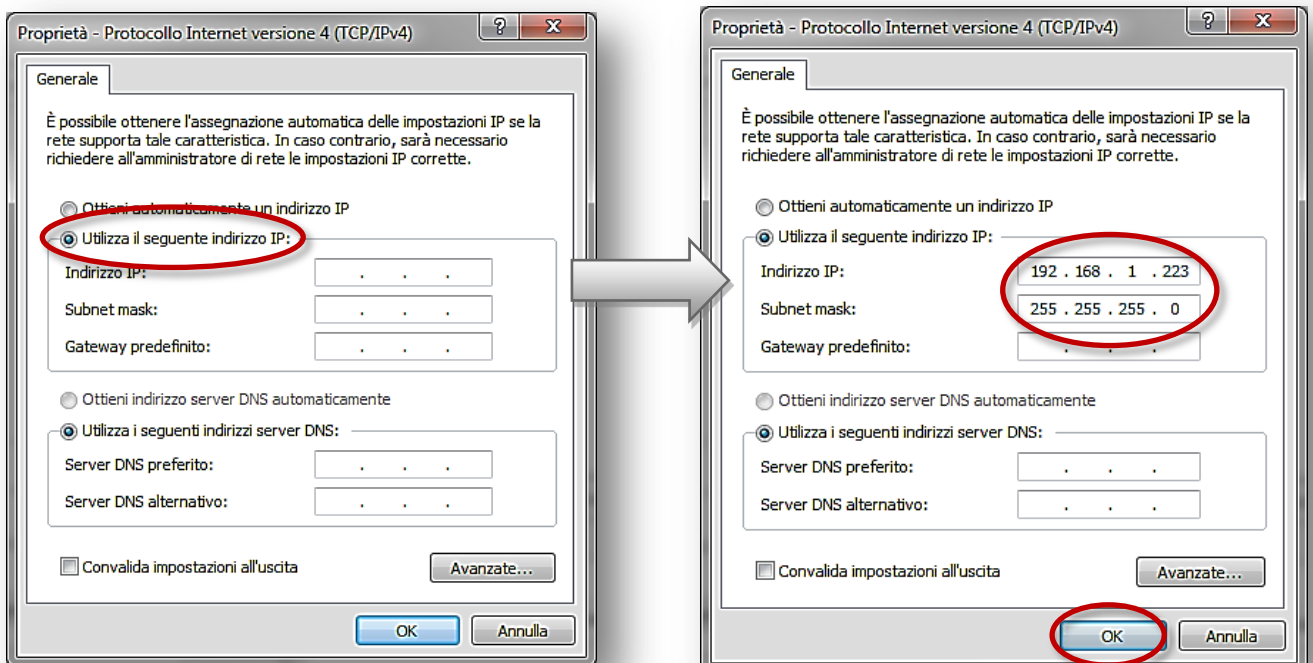 Proprietà - Protocollo Internet versione 4 (TCP/IPv4)
Generale
È possibile ottenere l'assegnazione automatica delle impostazioni IP se la
rete supporta tale caratteristica. In caso contrario, sarà necessario
richiedere all'amministratore di rete le impostazioni IP corrette.
Ottieni automaticamente un indirizzo IP
Utilizza il seguente indirizzo IP:
Indirizzo IP: . . .
Subnet mask: . . .
Gateway predefinito: . . .
Ottieni indirizzo server DNS automaticamente
Utilizza i seguenti indirizzi server DNS:
Server DNS preferito: . . .
Server DNS alternativo: . . .
Convalida impostazioni all'uscita
Avanzate...
OK
Annulla
Proprietà - Protocollo Internet versione 4 (TCP/IPv4)
Generale
È possibile ottenere l'assegnazione automatica delle impostazioni IP se la
rete supporta tale caratteristica. In caso contrario, sarà necessario
richiedere all'amministratore di rete le impostazioni IP corrette.
Ottieni automaticamente un indirizzo IP
Utilizza il seguente indirizzo IP:
Indirizzo IP: 192 . 168 . 1 . 223
Subnet mask: 255 . 255 . 255 . 0
Gateway predefinito: . . .
Ottieni indirizzo server DNS automaticamente
Utilizza i seguenti indirizzi server DNS:
Server DNS preferito: . . .
Server DNS alternativo: . . .
Convalida impostazioni all'uscita
Avanzate...
OK
Annulla